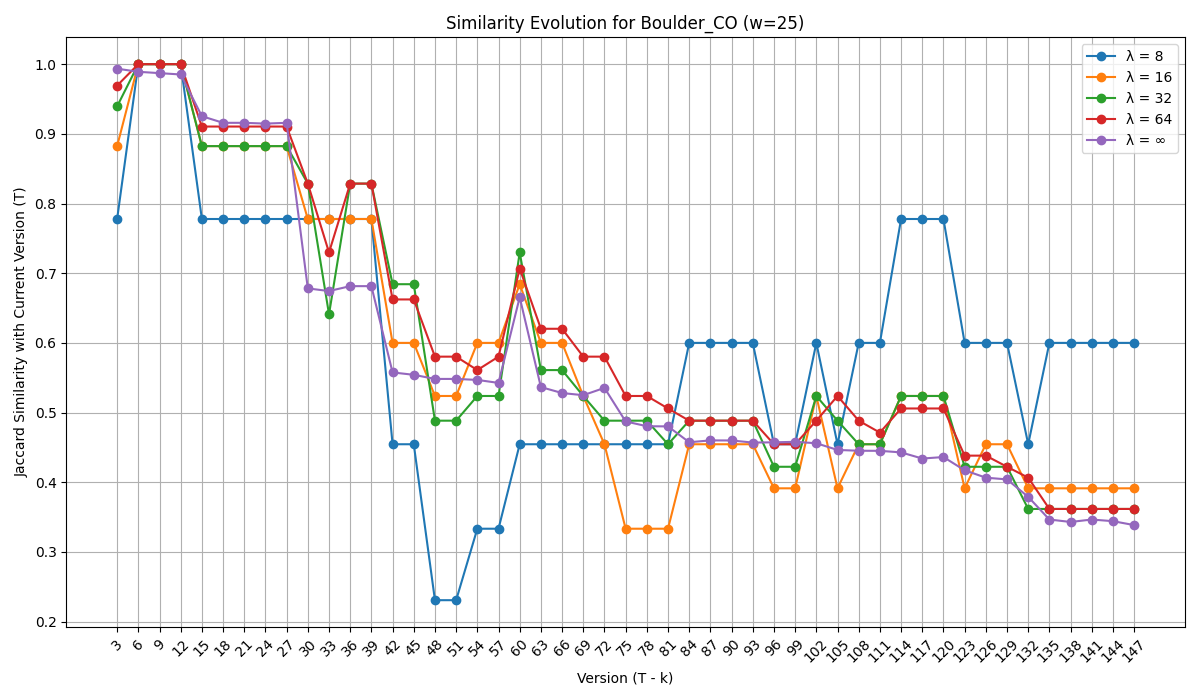 Similarity Evolution for Boulder_CO (w=25)
Jaccard Similarity with Current Version (T)
1.0
0.9
0.8
0.7
0.6
0.5
0.4
0.3
0.2
λ = 8
λ = 16
λ = 32
λ = 64
λ = ∞
3 6 9 12 15 18 21 24 27 30 33 36 39 42 45 48 51 54 57 60 63 66 69 72 75 78 81 84 87 90 93 96 99 102 105 108 111 114 117 120 123 126 129 132 135 138 141 144 147
Version (T - k)